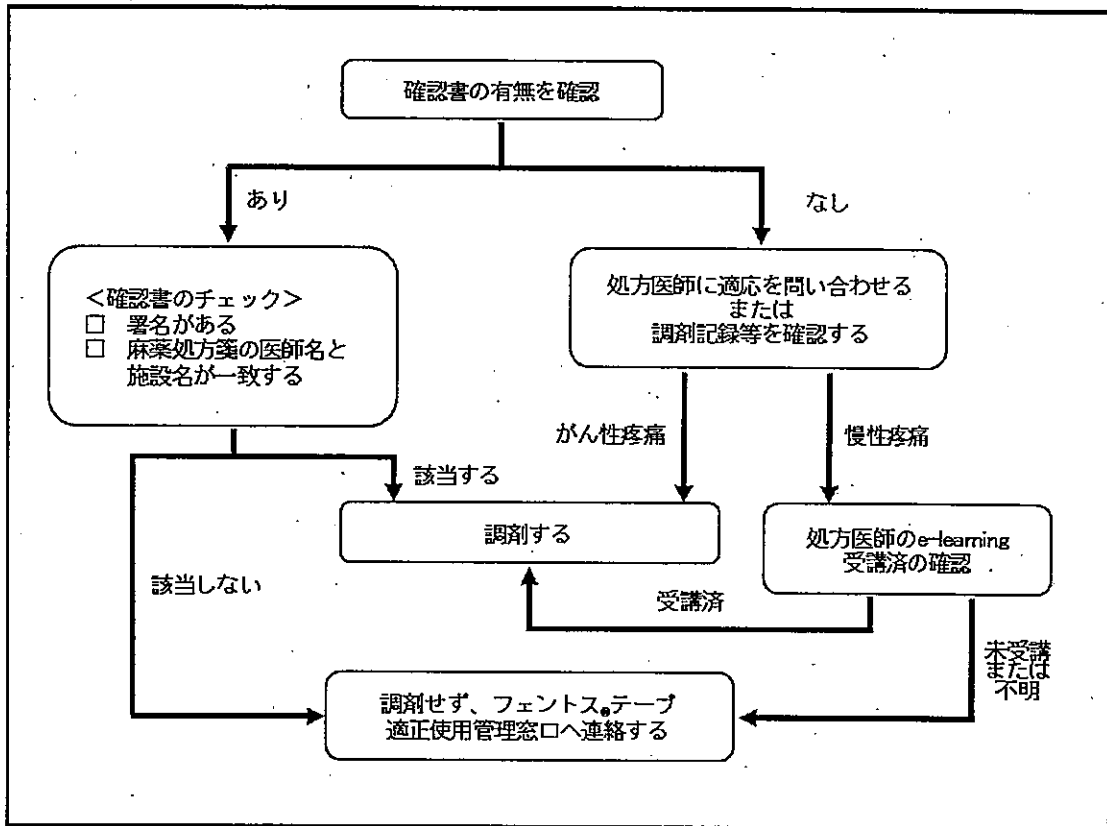 確認書の有無を確認
あり
なし
＜確認書のチェック＞
□ 署名がある
□ 麻薬処方箋の医師名と
施設名が一致する
処方医師に適応を問い合わせる
または
調剤記録等を確認する
がん性疼痛
慢性疼痛
該当する
調剤する
処方医師のe-learning
受講済の確認
該当しない
受講済
未受講
または
不明
調剤せず、フェントス®テープ
適正使用管理窓口へ連絡する